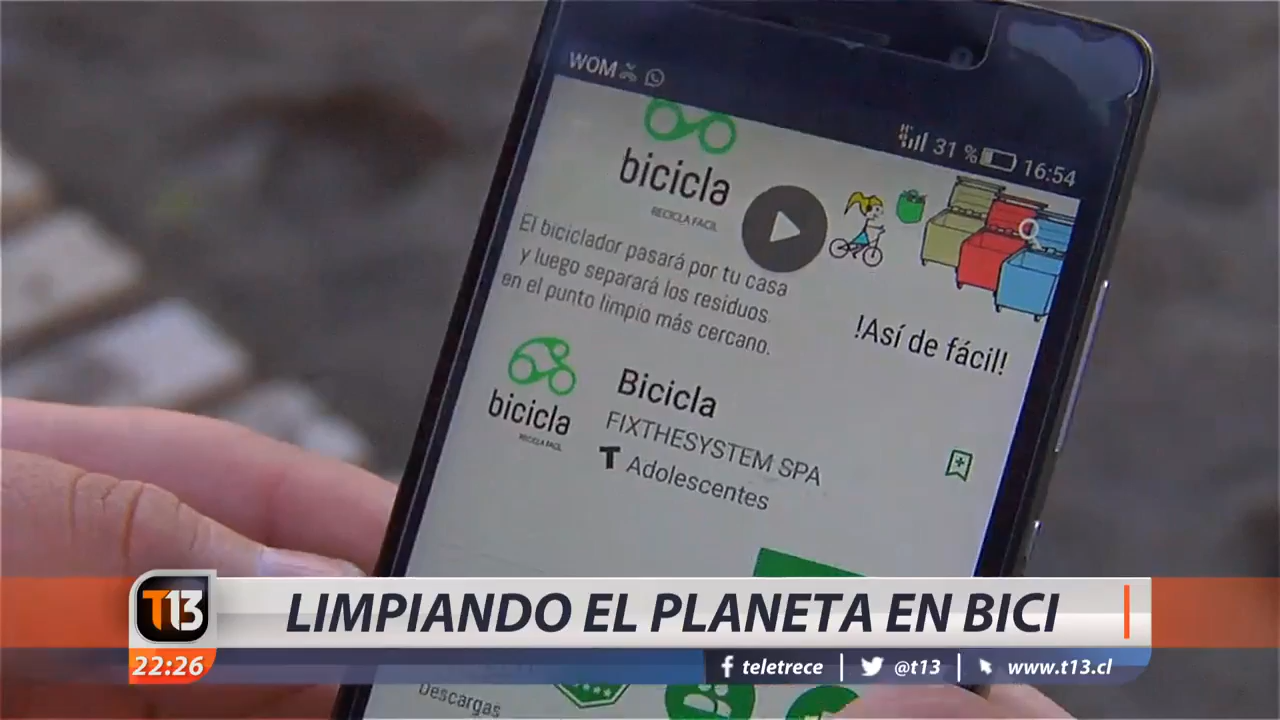 WOM
31 % 16:54
bicicla
RECICLA FACIL
El biciclador pasará por tu casa
y luego separará los residuos
en el punto limpio más cercano.
!Así de fácil!
bicicla
RECICLA FACIL
Bicicla
FIXTHESYSTEM SPA
T Adolescentes
T13
LIMPIANDO EL PLANETA EN BICI
22:26
teletrece
@t13
www.t13.cl
Descargas